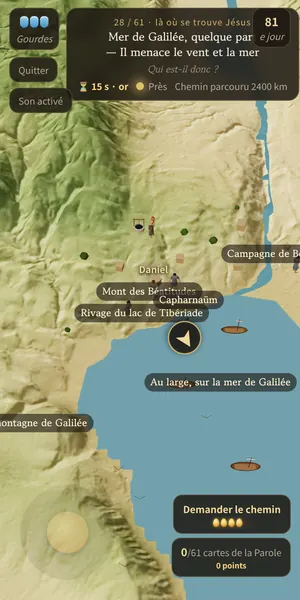 Gourdes
Quitter
Son activé
28 / 61 · là où se trouve Jésus
81
e jour
Mer de Galilée, quelque par
— Il menace le vent et la mer
Qui est-il donc ?
15 s · or Près Chemin parcouru 2400 km
Campagne de B
Daniel
Mont des Béatitudes
Capharnaüm
Rivage du lac de Tibériade
Au large, sur la mer de Galilée
ontagne de Galilée
Demander le chemin
0/61 cartes de la Parole
0 points